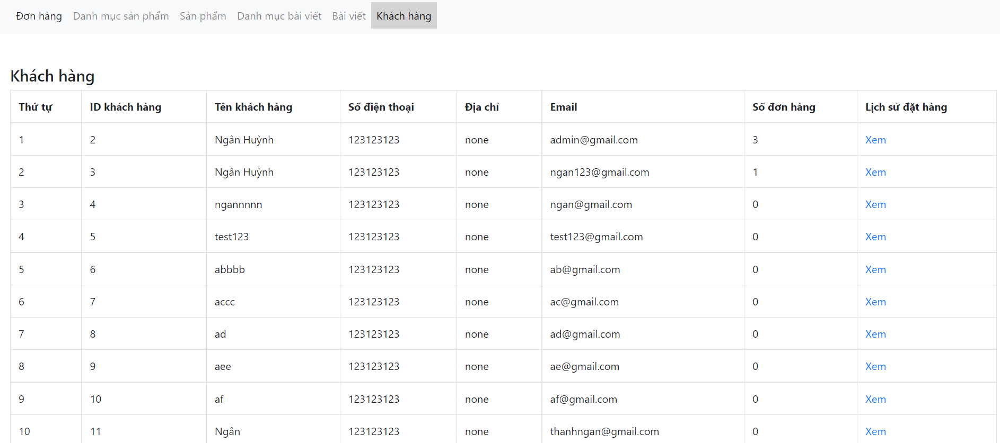 Đơn hàng Danh mục sản phẩm Sản phẩm Danh mục bài viết Bài viết Khách hàng
Khách hàng
Thứ tự ID khách hàng Tên khách hàng Số điện thoại Địa chỉ Email Số đơn hàng Lịch sử đặt hàng
1 2 Ngân Huỳnh 123123123 none admin@gmail.com 3 Xem
2 3 Ngân Huỳnh 123123123 none ngan123@gmail.com 1 Xem
3 4 ngannnnn 123123123 none ngan@gmail.com 0 Xem
4 5 test123 123123123 none test123@gmail.com 0 Xem
5 6 abbbb 123123123 none ab@gmail.com 0 Xem
6 7 accc 123123123 none ac@gmail.com 0 Xem
7 8 ad 123123123 none ad@gmail.com 0 Xem
8 9 aee 123123123 none ae@gmail.com 0 Xem
9 10 af 123123123 none af@gmail.com 0 Xem
10 11 Ngân 123123123 none thanhngan@gmail.com 0 Xem